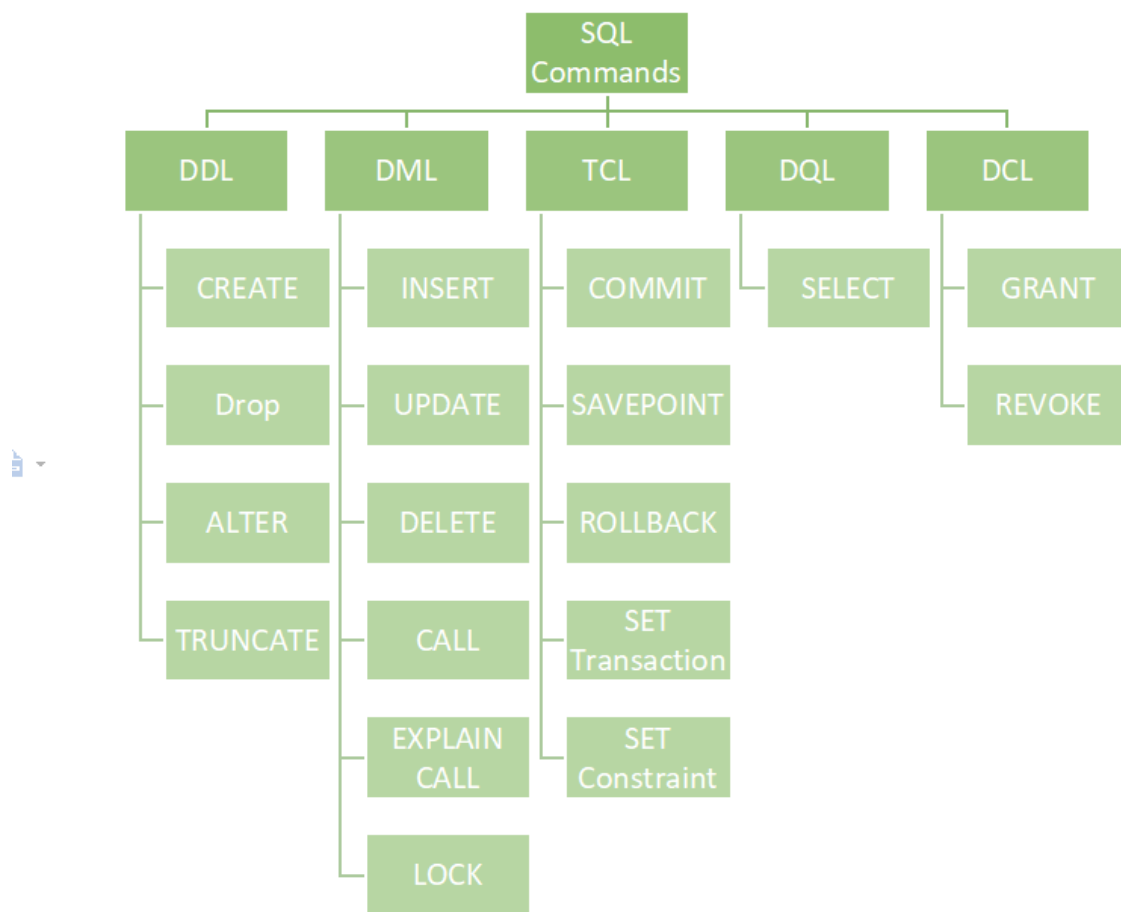 SQL
Commands
DDL
DML
TCL
DQL
DCL
CREATE
INSERT
COMMIT
SELECT
GRANT
Drop
UPDATE
SAVEPOINT
REVOKE
ALTER
DELETE
ROLLBACK
TRUNCATE
CALL
SET
Transaction
EXPLAIN
CALL
SET
Constraint
LOCK